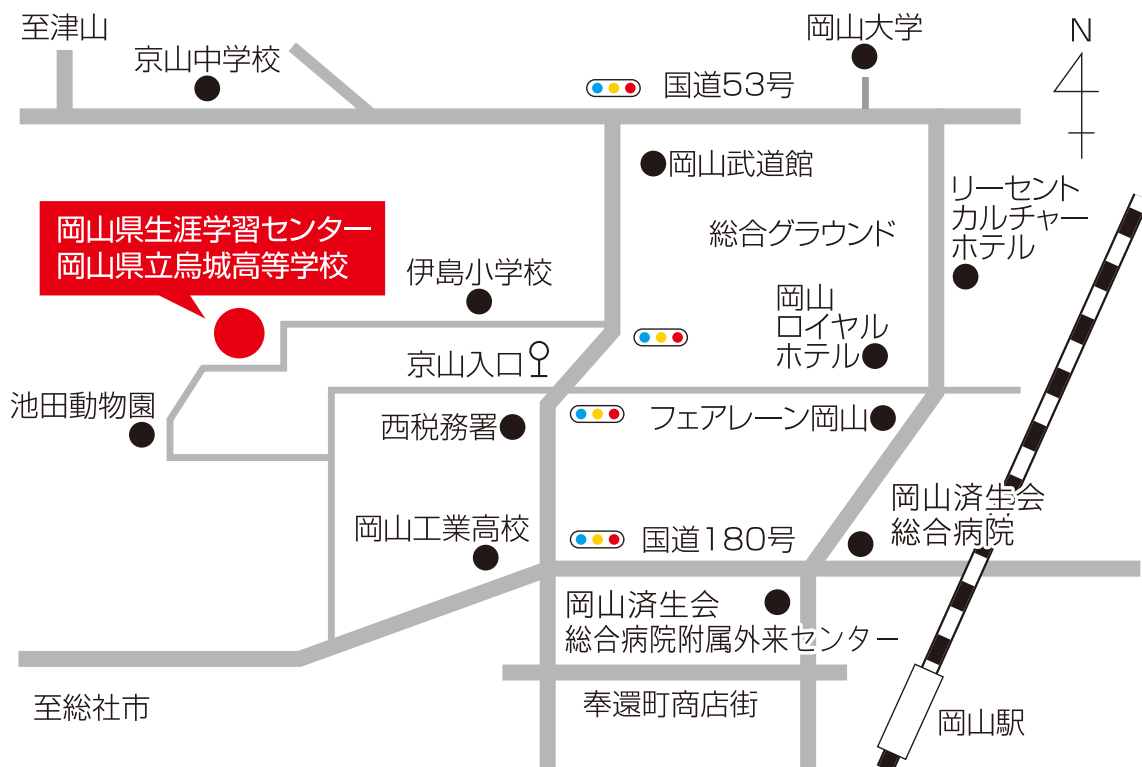 至津山
京山中学校
岡山大学
N
国道53号
岡山武道館
リーセント
カルチャー
ホテル
総合グラウンド
岡山県生涯学習センター
岡山県立烏城高等学校
伊島小学校
岡山
ロイヤル
ホテル
京山入口
池田動物園
西税務署
フェアレーン岡山
岡山済生会
総合病院
岡山工業高校
国道180号
岡山済生会
総合病院附属外来センター
至総社市
奉還町商店街
岡山駅